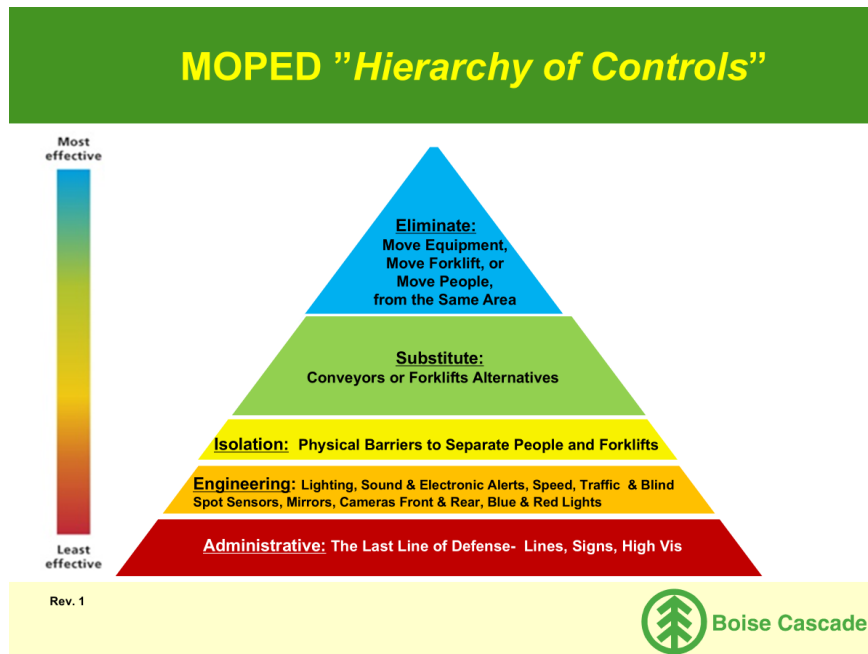 MOPED ”Hierarchy of Controls”
Most
effective
Eliminate:
Move Equipment,
Move Forklift, or
Move People,
from the Same Area
Substitute:
Conveyors or Forklifts Alternatives
Isolation: Physical Barriers to Separate People and Forklifts
Engineering: Lighting, Sound & Electronic Alerts, Speed, Traffic & Blind
Spot Sensors, Mirrors, Cameras Front & Rear, Blue & Red Lights
Administrative: The Last Line of Defense- Lines, Signs, High Vis
Least
effective
Rev. 1
Boise Cascade